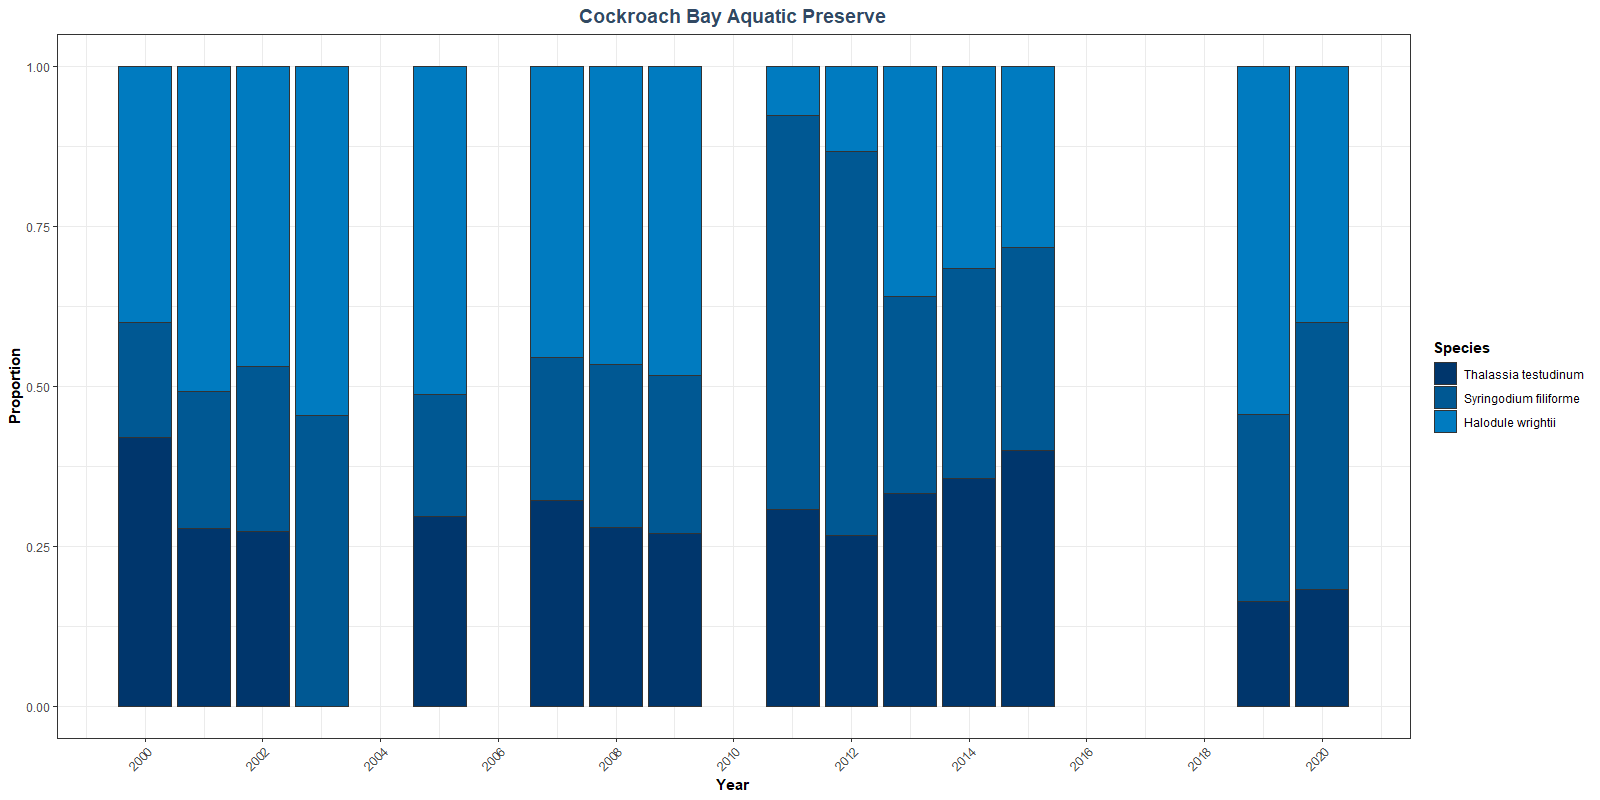 Cockroach Bay Aquatic Preserve
1.00
0.75
0.50
0.25
0.00
Proportion
2000
2002
2004
2006
2008
2010
2012
2014
2016
2018
2020
Year
Species
Thalassia testudinum
Syringodium filiforme
Halodule wrightii